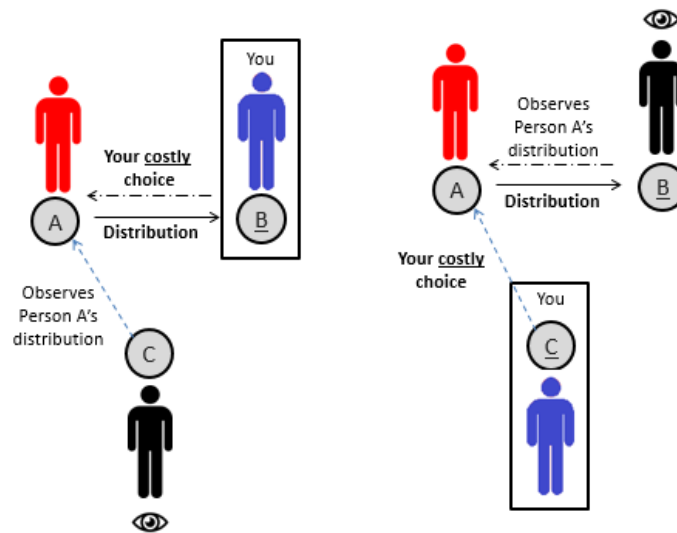 You
Your costly
choice
A
Distribution
B
Observes
Person A's
distribution
C
Observes
Person A's
distribution
A
B
Distribution
Your costly
choice
You
C